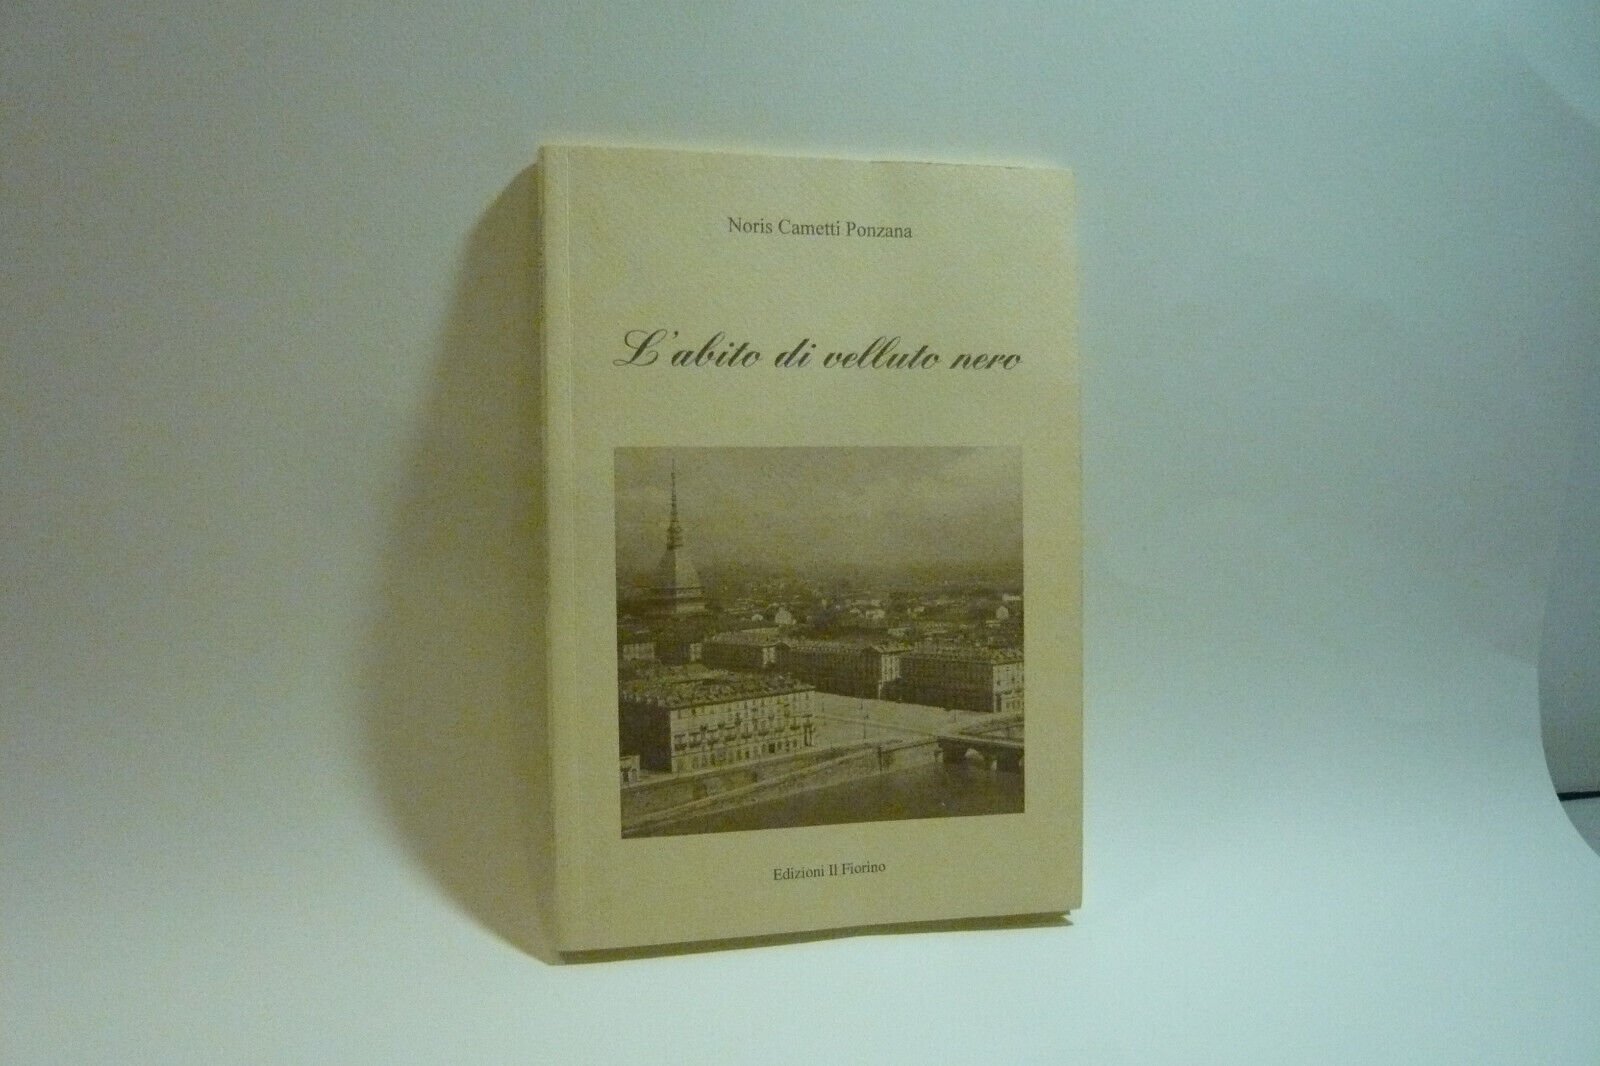 Noris Cametti Ponzana
L'abito di velluto nero
Edizioni Il Fiorino